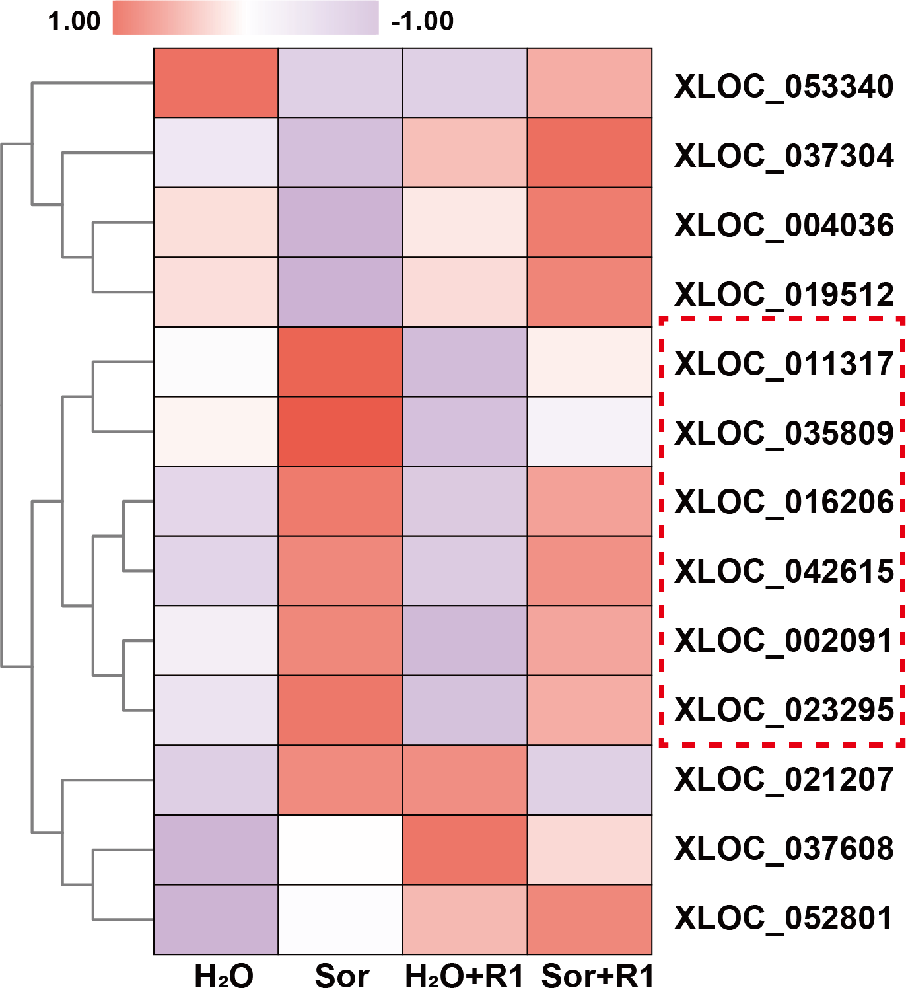 1.00 -1.00
XLOC_053340
XLOC_037304
XLOC_004036
XLOC_019512
XLOC_011317
XLOC_035809
XLOC_016206
XLOC_042615
XLOC_002091
XLOC_023295
XLOC_021207
XLOC_037608
XLOC_052801
H₂O Sor H₂O+R1 Sor+R1